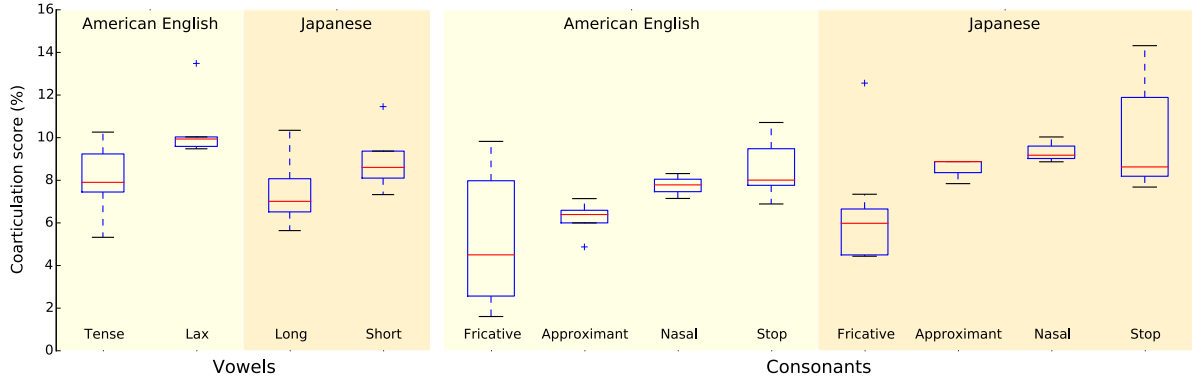 Coarticulation score (%)
16
14
12
10
8
6
4
2
0
American English
Japanese
Tense
Lax
Long
Short
Vowels
American English
Japanese
Fricative
Approximant
Nasal
Stop
Fricative
Approximant
Nasal
Stop
Consonants